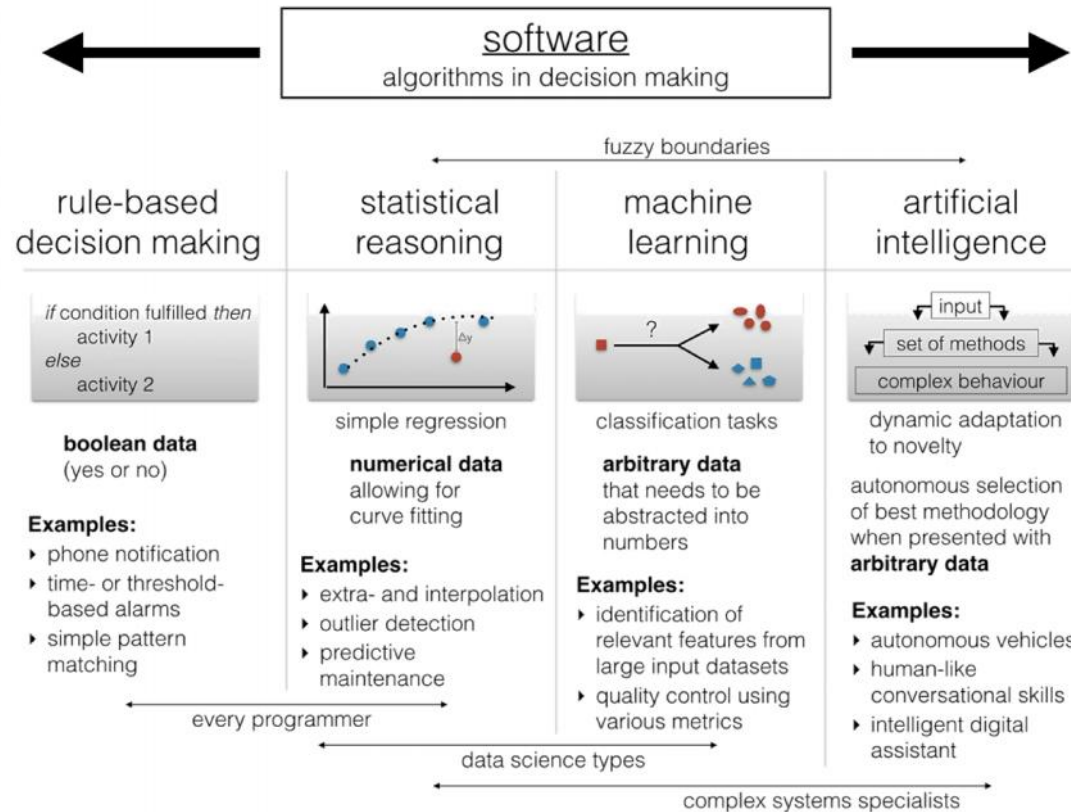 software
algorithms in decision making
fuzzy boundaries
rule-based
decision making
if condition fulfilled then
activity 1
else
activity 2
boolean data
(yes or no)
Examples:
‣ phone notification
‣ time- or threshold-
based alarms
‣ simple pattern
matching
statistical
reasoning
Δy
simple regression
numerical data
allowing for
curve fitting
Examples:
‣ extra- and interpolation
‣ outlier detection
‣ predictive
maintenance
machine
learning
?
classification tasks
arbitrary data
that needs to be
abstracted into
numbers
Examples:
‣ identification of
relevant features from
large input datasets
‣ quality control using
various metrics
artificial
intelligence
input
set of methods
complex behaviour
dynamic adaptation
to novelty
autonomous selection
of best methodology
when presented with
arbitrary data
Examples:
‣ autonomous vehicles
‣ human-like
conversational skills
‣ intelligent digital
assistant
every programmer
data science types
complex systems specialists